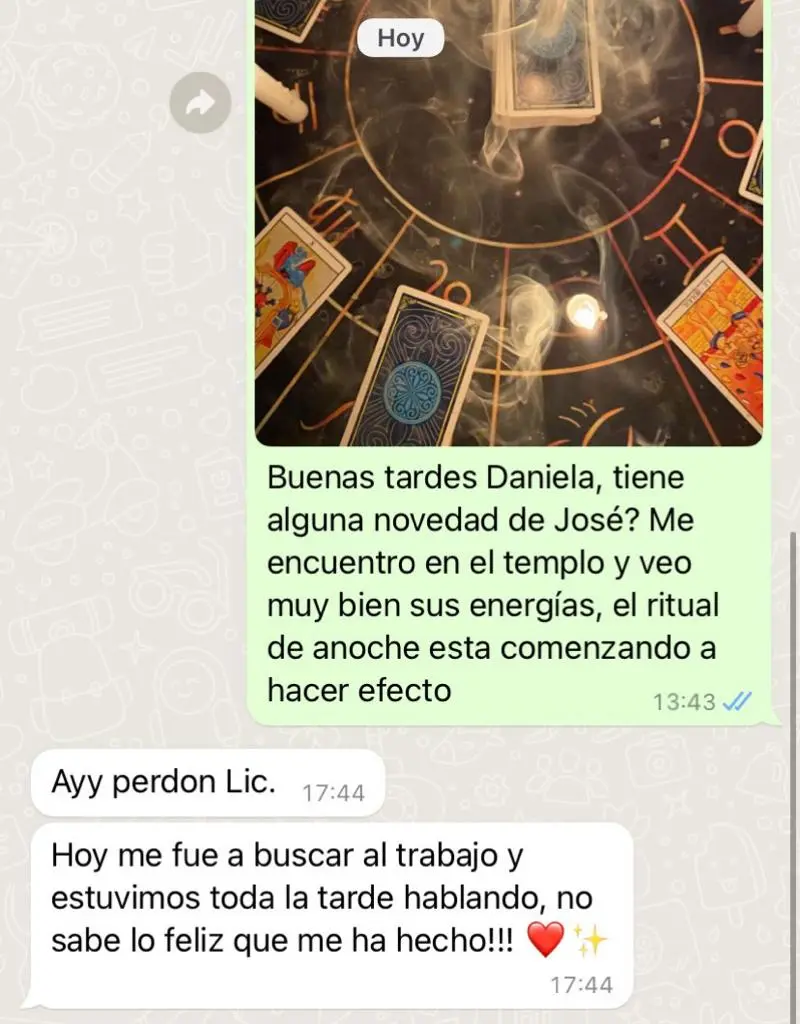 Hoy
Buenas tardes Daniela, tiene
alguna novedad de José? Me
encuentro en el templo y veo
muy bien sus energías, el ritual
de anoche esta comenzando a
hacer efecto
13:43
Ayy perdon Lic.
17:44
Hoy me fue a buscar al trabajo y
estuvimos toda la tarde hablando, no
sabe lo feliz que me ha hecho!!! ❤️✨
17:44